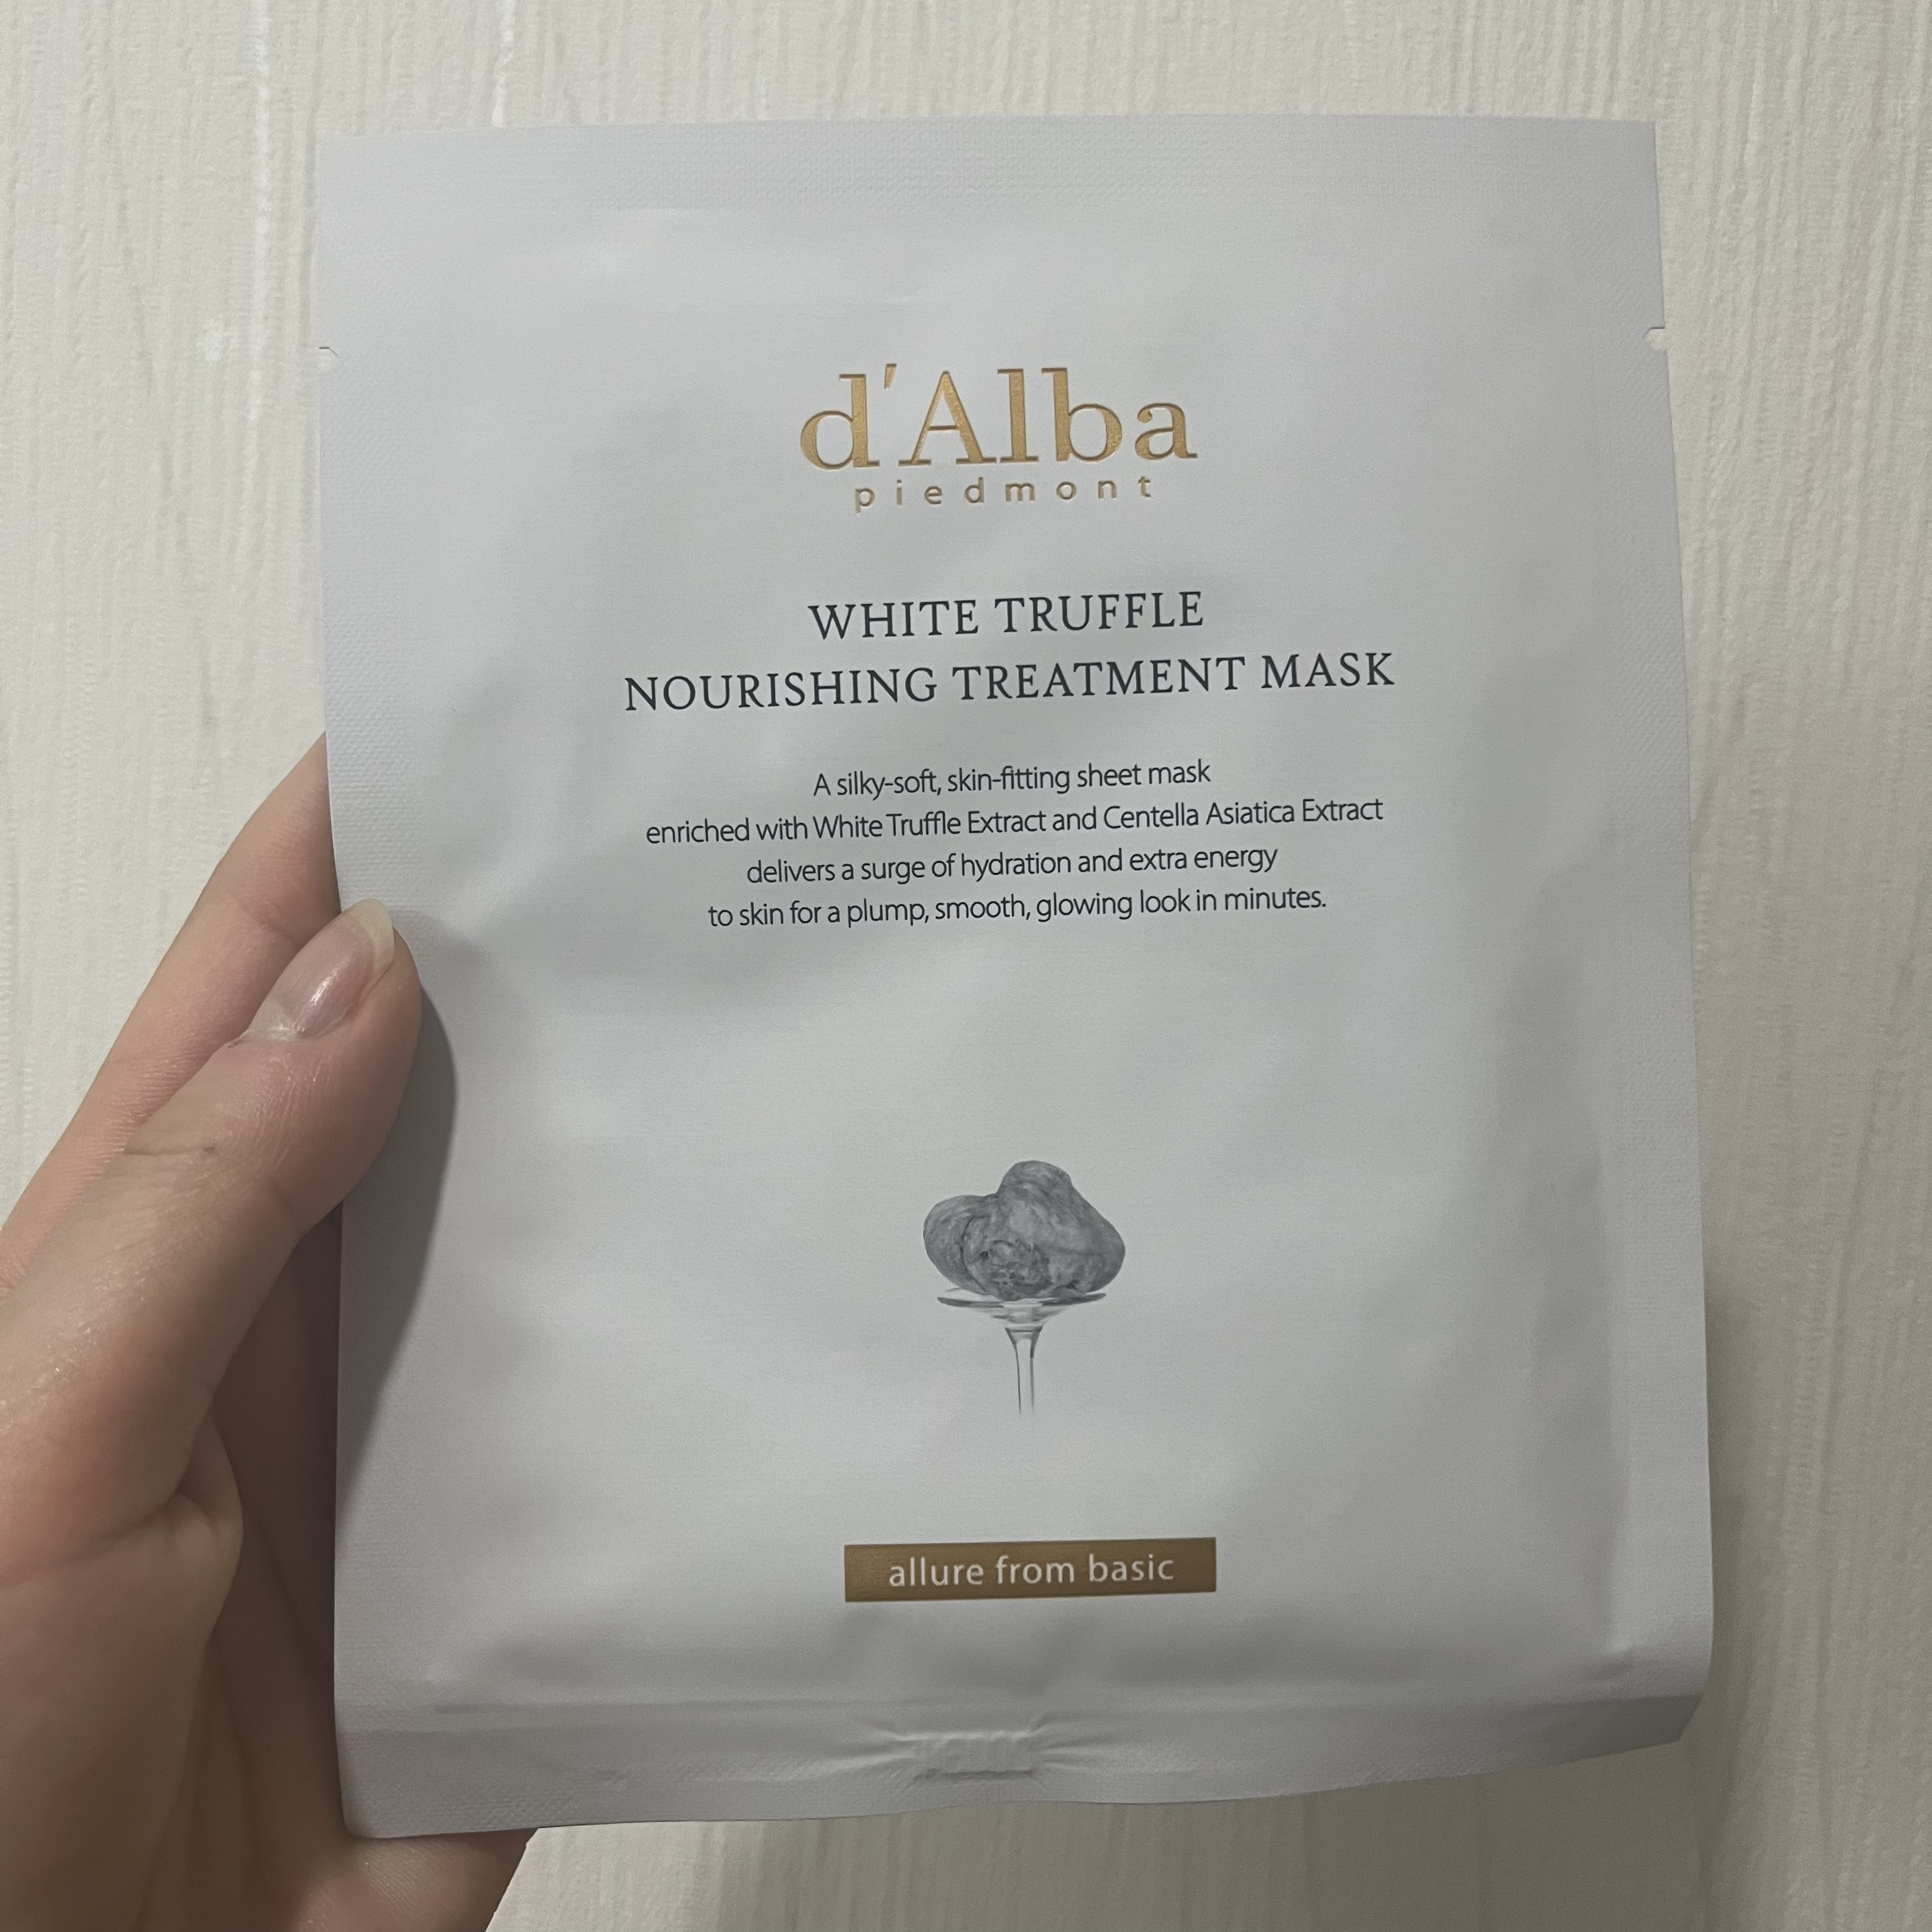 d'Alba
piedmont
WHITE TRUFFLE
NOURISHING TREATMENT MASK
A silky-soft, skin-fitting sheet mask
enriched with White Truffle Extract and Centella Asiatica Extract
delivers a surge of hydration and extra energy
to skin for a plump, smooth, glowing look in minutes.
allure from basic